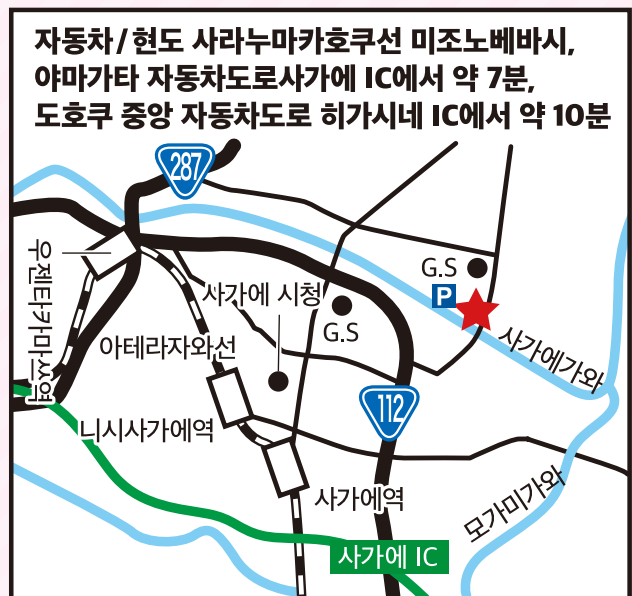 자동차/현도 사라누마카호쿠선 미조노베바시,
야마가타 자동차도로사가에 IC에서 약 7분,
도호쿠 중앙 자동차도로 히가시네 IC에서 약 10분
287
우젠타카마쓰역
사가에 시청
G.S
P
G.S
아테라자와선
사가에가와
112
니시사가에역
사가에역
모가미가와
사가에 IC